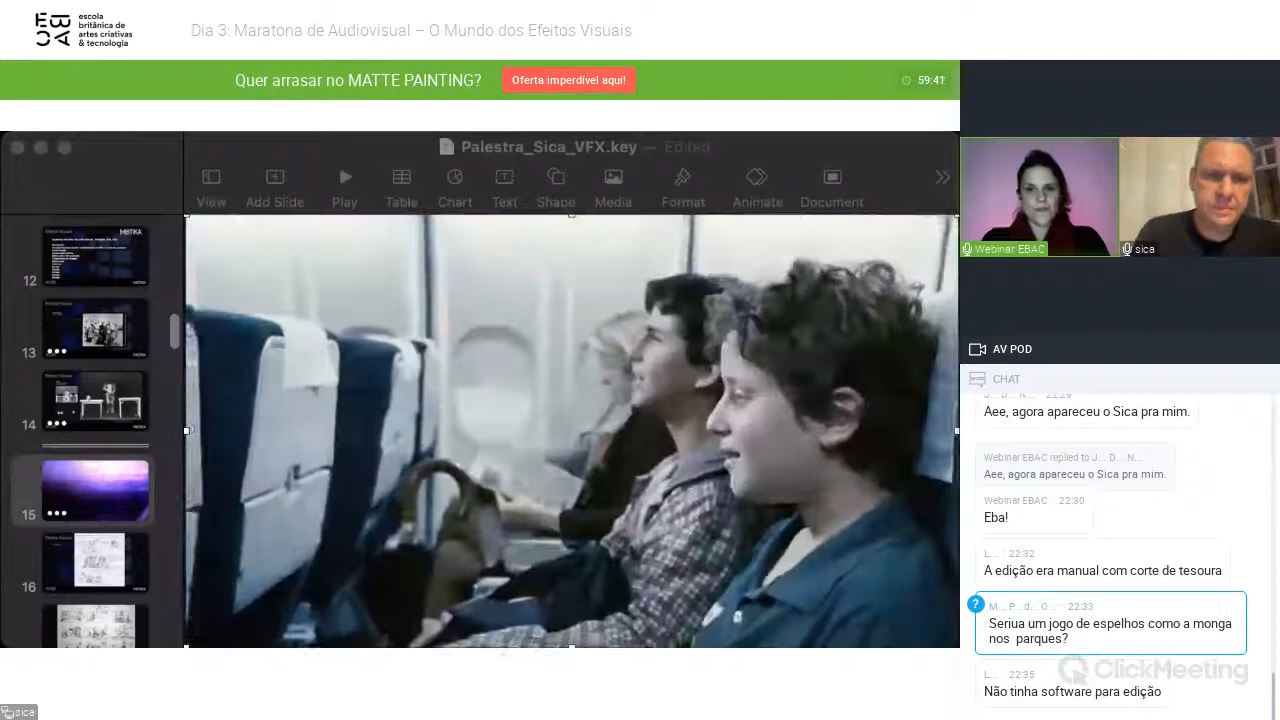 escola
britânica de
artes criativas
& tecnologia
Dia 3: Maratona de Audiovisual – O Mundo dos Efeitos Visuais
Quer arrasar no MATTE PAINTING?
Oferta imperdível aqui!
59:41
Palestra_Sica_VFX.key — Edited
View
Add Slide
Play
Table
Chart
Text
Shape
Media
Format
Animate
Document
MISTIKA
12
13
14
15
16
Webinar EBAC
sica
AV POD
CHAT
J... D... N... 22:29
Aee, agora apareceu o Sica pra mim.
Webinar EBAC replied to J... D... N...
Aee, agora apareceu o Sica pra mim.
Webinar EBAC 22:30
Eba!
L... 22:32
A edição era manual com corte de tesoura
?
M... P... d... O... 22:33
Seriua um jogo de espelhos como a monga
nos parques?
ClickMeeting
L... 22:35
Não tinha software para edição
sica